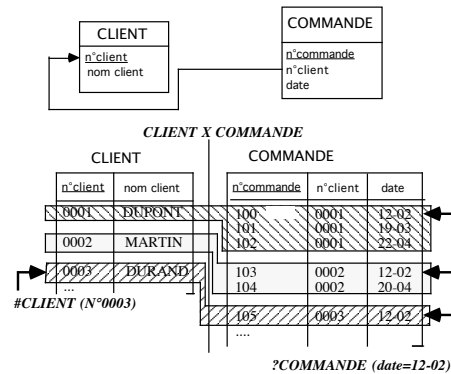 CLIENT
n°client
nom client
COMMANDE
n°commande
n°client
date
CLIENT X COMMANDE
CLIENT COMMANDE
n°client nom client n°commande n°client date
0001 DUPONT 100 0001 12-02
101 0001 19-03
102 0001 22-04
0002 MARTIN 103 0002 12-02
104 0002 20-04
0003 DURAND 105 0003 12-02
... ....
#CLIENT (N°0003)
?COMMANDE (date=12-02)